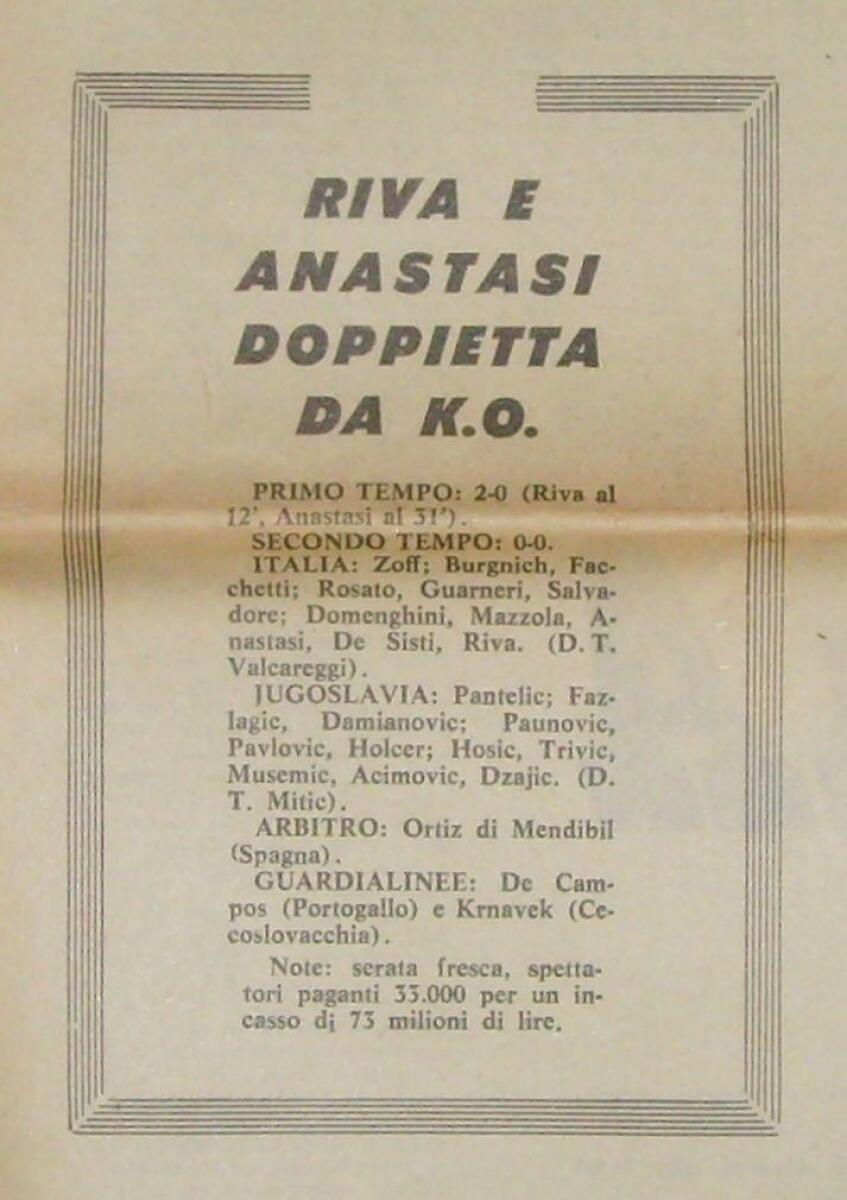 RIVA E
ANASTASI
DOPPIETTA
DA K.O.
PRIMO TEMPO: 2-0 (Riva al
12', Anastasi al 31').
SECONDO TEMPO: 0-0.
ITALIA: Zoff; Burgnich, Fac-
chetti; Rosato, Guarneri, Salva-
dore; Domenghini, Mazzola, A-
nastasi, De Sisti, Riva. (D. T.
Valcareggi).
JUGOSLAVIA: Pantelic; Faz-
lagic, Damianovic; Paunovic,
Pavlovic, Holcer; Hosic, Trivic,
Musemic, Acimovic, Dzajic. (D.
T. Mitic).
ARBITRO: Ortiz di Mendibil
(Spagna).
GUARDIALINEE: De Cam-
pos (Portogallo) e Krnavek (Ce-
coslovacchia).
Note: serata fresca, spetta-
tori paganti 33.000 per un in-
casso di 73 milioni di lire.